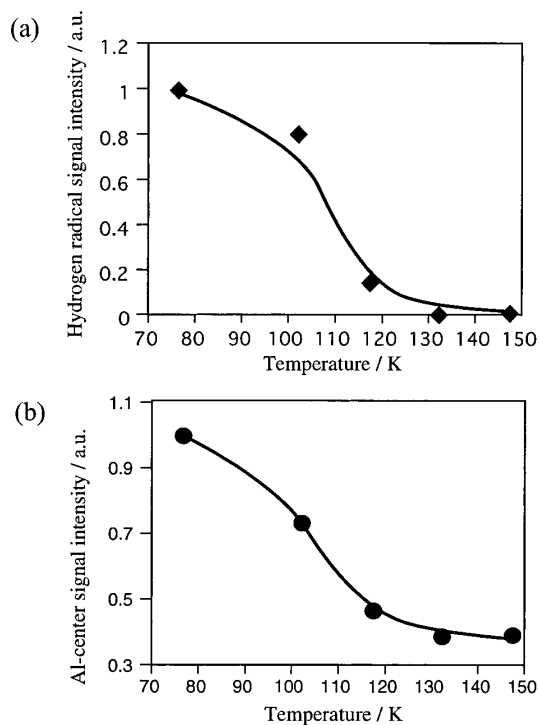 (a)
Hydrogen radical signal intensity / a.u.
1.2
1
0.8
0.6
0.4
0.2
0
70 80 90 100 110 120 130 140 150
Temperature / K
(b)
Al-center signal intensity / a.u.
1.1
0.9
0.7
0.5
0.3
70 80 90 100 110 120 130 140 150
Temperature / K